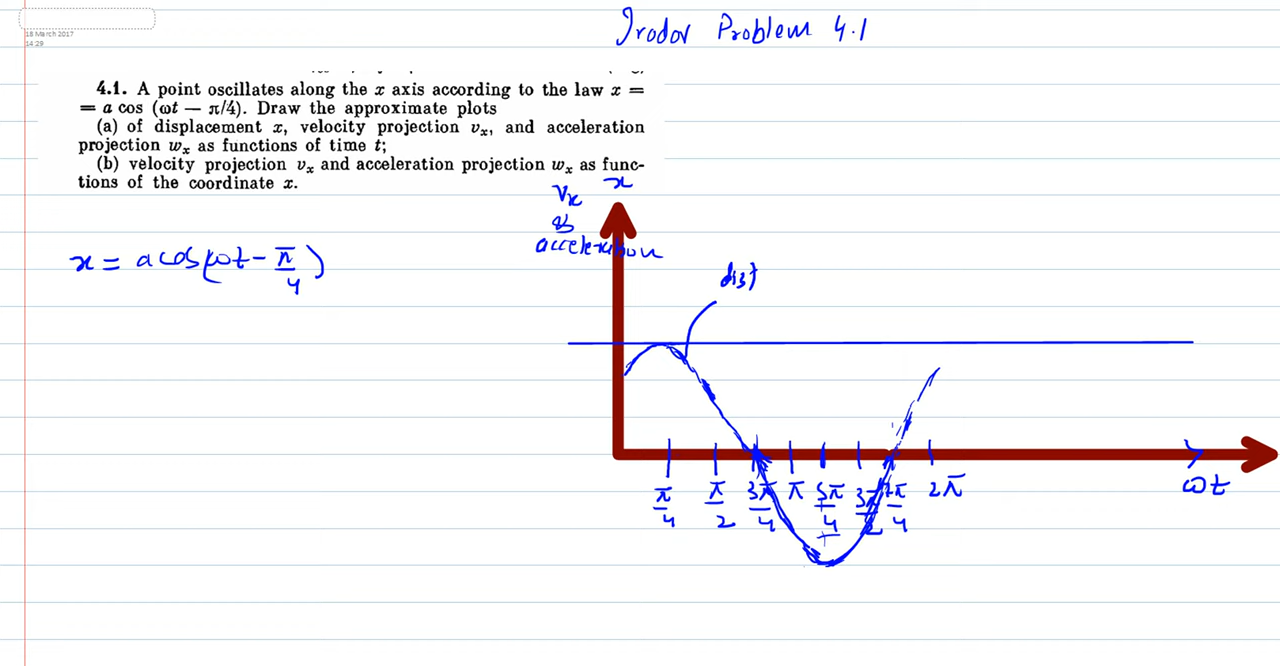 Irodov Problem 4.1
18 March 2017
14:29
4.1. A point oscillates along the x axis according to the law x =
= a cos (ωt — π/4). Draw the approximate plots
(a) of displacement x, velocity projection vₓ, and acceleration
projection wₓ as functions of time t;
(b) velocity projection vₓ and acceleration projection wₓ as func-
tions of the coordinate x.
x
Vx
&
acceleration
x = a cos(ωt - π/4)
dist
π/4 π/2 3π/4 π 5π/4 3π/2 7π/4 2π
ωt